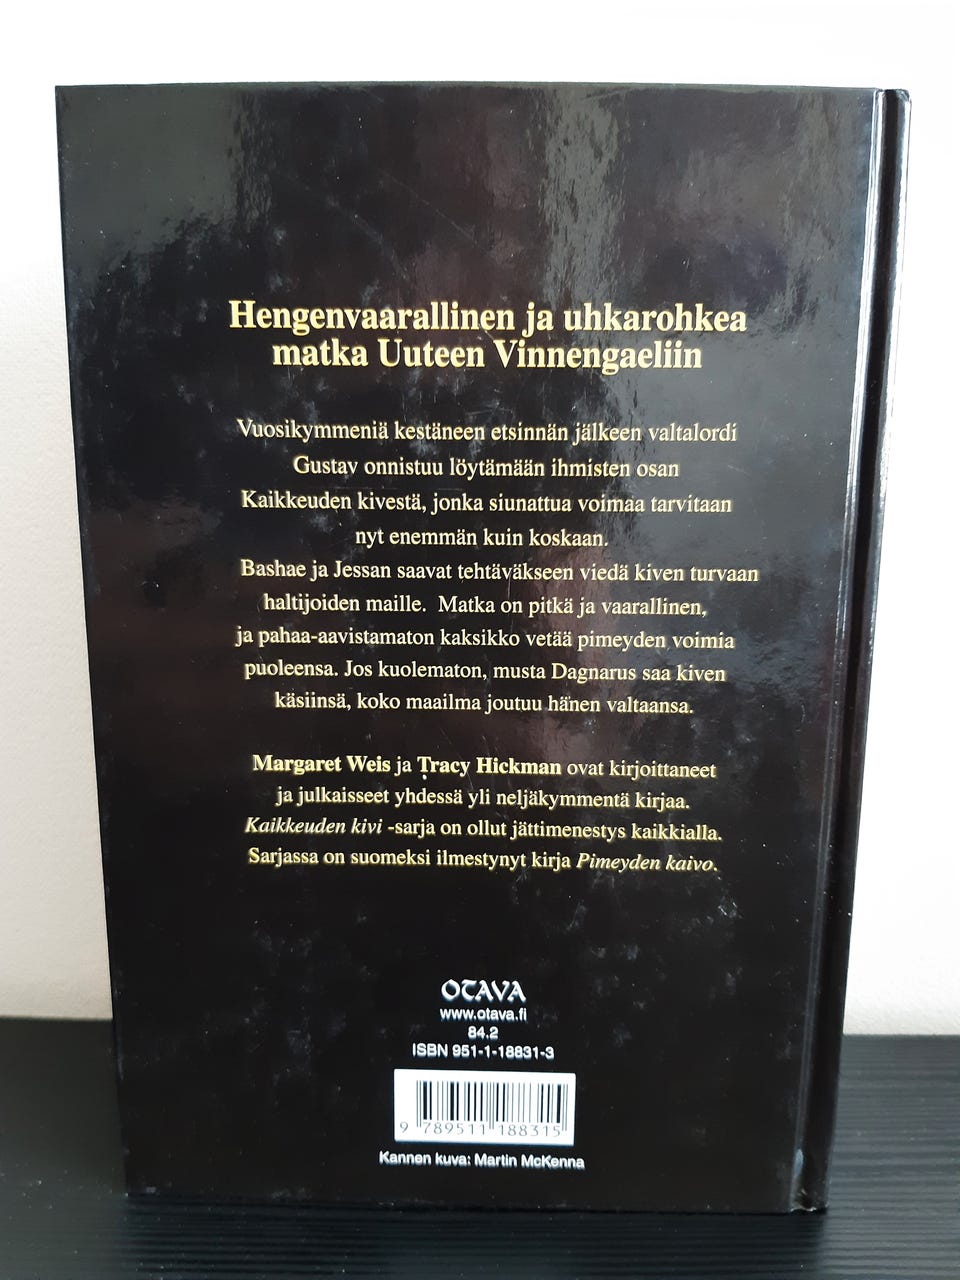 Hengenvaarallinen ja uhkarohkea
matka Uuteen Vinnengaeliin
Vuosikymmeniä kestäneen etsinnän jälkeen valtalordi
Gustav onnistuu löytämään ihmisten osan
Kaikkeuden kivestä, jonka siunattua voimaa tarvitaan
nyt enemmän kuin koskaan.
Bashae ja Jessan saavat tehtäväkseen viedä kiven turvaan
haltijoiden maille. Matka on pitkä ja vaarallinen,
ja pahaa-aavistamaton kaksikko vetää pimeyden voimia
puoleensa. Jos kuolematon, musta Dagnarus saa kiven
käsiinsä, koko maailma joutuu hänen valtaansa.
Margaret Weis ja Tracy Hickman ovat kirjoittaneet
ja julkaisseet yhdessä yli neljäkymmentä kirjaa.
Kaikkeuden kivi -sarja on ollut jättimenestys kaikkialla.
Sarjassa on suomeksi ilmestynyt kirja Pimeyden kaivo.
OTAVA
www.otava.fi
84.2
ISBN 951-1-18831-3
9 789511 188315
Kannen kuva: Martin McKenna